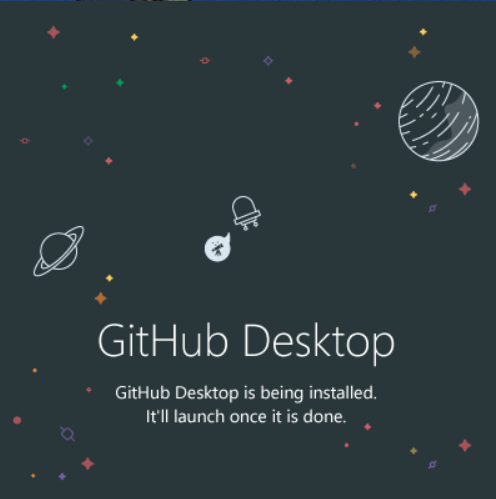 GitHub Desktop
GitHub Desktop is being installed.
It'll launch once it is done.